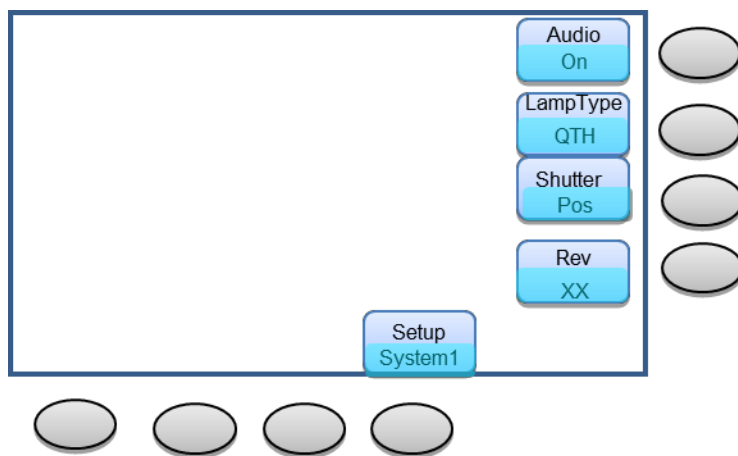 Audio
On
LampType
QTH
Shutter
Pos
Rev
XX
Setup
System1